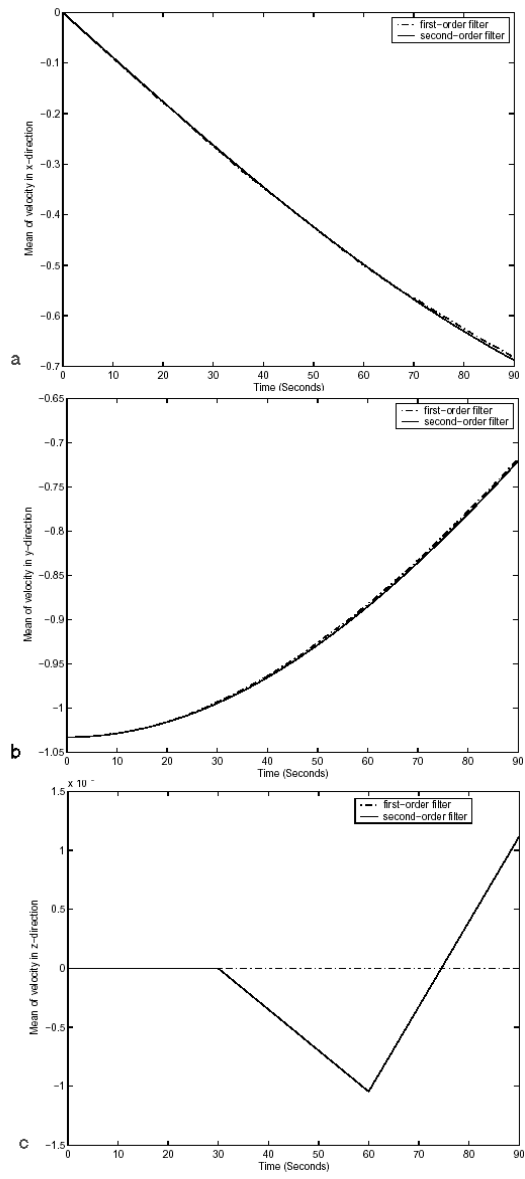 0
−0.1
−0.2
−0.3
−0.4
−0.5
−0.6
−0.7
Mean of velocity in x−direction
first−order filter
second−order filter
0 10 20 30 40 50 60 70 80 90
Time (Seconds)
a
−0.65
−0.7
−0.75
−0.8
−0.85
−0.9
−0.95
−1
−1.05
Mean of velocity in y−direction
first−order filter
second−order filter
0 10 20 30 40 50 60 70 80 90
Time (Seconds)
b
x 10
1.5
1
0.5
0
−0.5
−1
−1.5
Mean of velocity in z−direction
first−order filter
second−order filter
0 10 20 30 40 50 60 70 80 90
Time (Seconds)
c